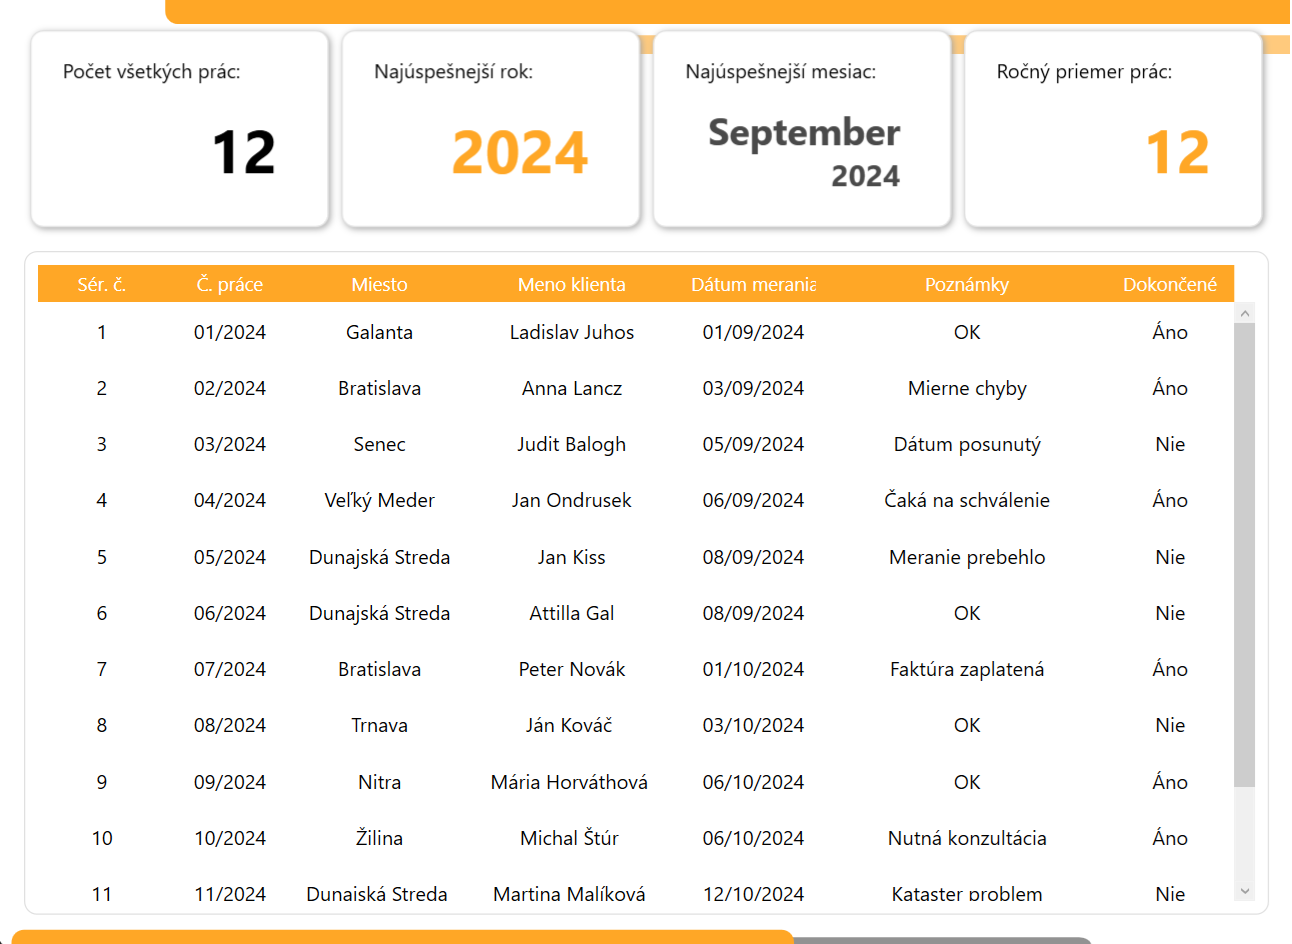 Počet všetkých prác:
12
Najúspešnejší rok:
2024
Najúspešnejší mesiac:
September
2024
Ročný priemer prác:
12
Sér. č. Č. práce Miesto Meno klienta Dátum merania Poznámky Dokončené
1 01/2024 Galanta Ladislav Juhos 01/09/2024 OK Áno
2 02/2024 Bratislava Anna Lancz 03/09/2024 Mierne chyby Áno
3 03/2024 Senec Judit Balogh 05/09/2024 Dátum posunutý Nie
4 04/2024 Veľký Meder Jan Ondrusek 06/09/2024 Čaká na schválenie Áno
5 05/2024 Dunajská Streda Jan Kiss 08/09/2024 Meranie prebehlo Nie
6 06/2024 Dunajská Streda Attilla Gal 08/09/2024 OK Nie
7 07/2024 Bratislava Peter Novák 01/10/2024 Faktúra zaplatená Áno
8 08/2024 Trnava Ján Kováč 03/10/2024 OK Nie
9 09/2024 Nitra Mária Horváthová 06/10/2024 OK Áno
10 10/2024 Žilina Michal Štúr 06/10/2024 Nutná konzultácia Áno
11 11/2024 Dunajská Streda Martina Malíková 12/10/2024 Kataster problem Nie